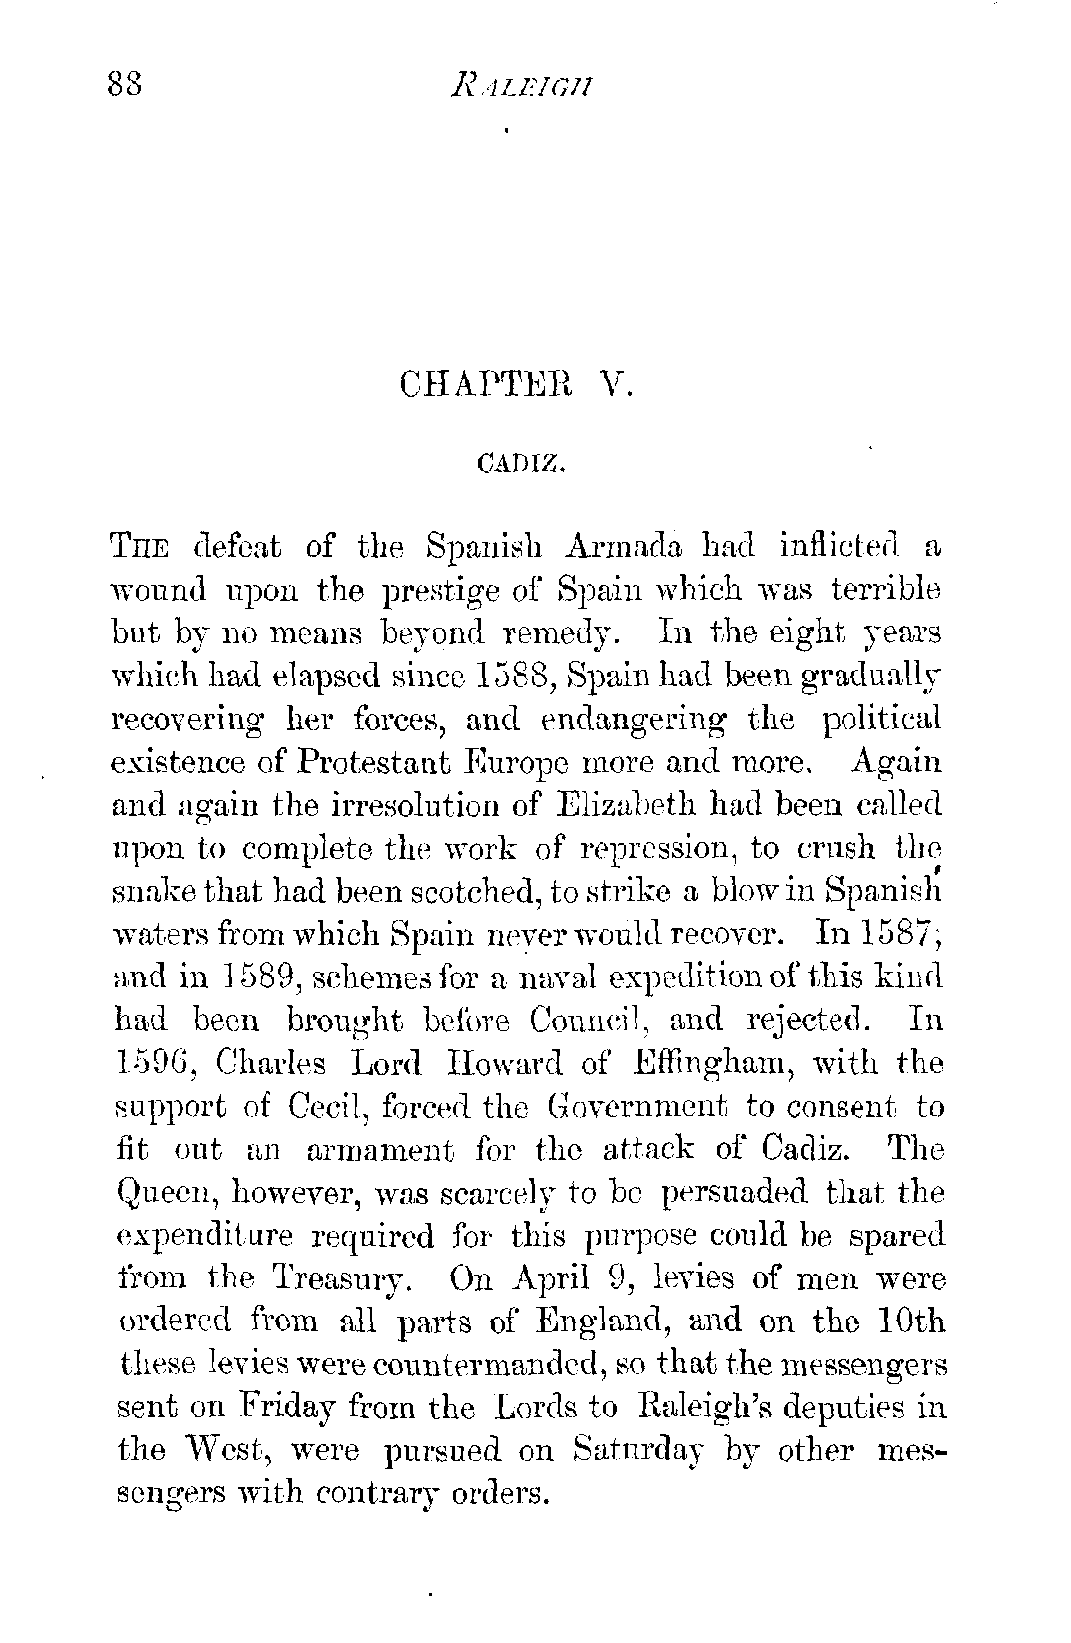 88 RALEIGH
CHAPTER V.
CADIZ.
THE defeat of the Spanish Armada had inflicted a
wound upon the prestige of Spain which was terrible
but by no means beyond remedy. In the eight years
which had elapsed since 1588, Spain had been gradually
recovering her forces, and endangering the political
existence of Protestant Europe more and more. Again
and again the irresolution of Elizabeth had been called
upon to complete the work of repression, to crush the
snake that had been scotched, to strike a blow in Spanish
waters from which Spain never would recover. In 1587,
and in 1589, schemes for a naval expedition of this kind
had been brought before Council, and rejected. In
1596, Charles Lord Howard of Effingham, with the
support of Cecil, forced the Government to consent to
fit out an armament for the attack of Cadiz. The
Queen, however, was scarcely to be persuaded that the
expenditure required for this purpose could be spared
from the Treasury. On April 9, levies of men were
ordered from all parts of England, and on the 10th
these levies were countermanded, so that the messengers
sent on Friday from the Lords to Raleigh's deputies in
the West, were pursued on Saturday by other mes-
sengers with contrary orders.